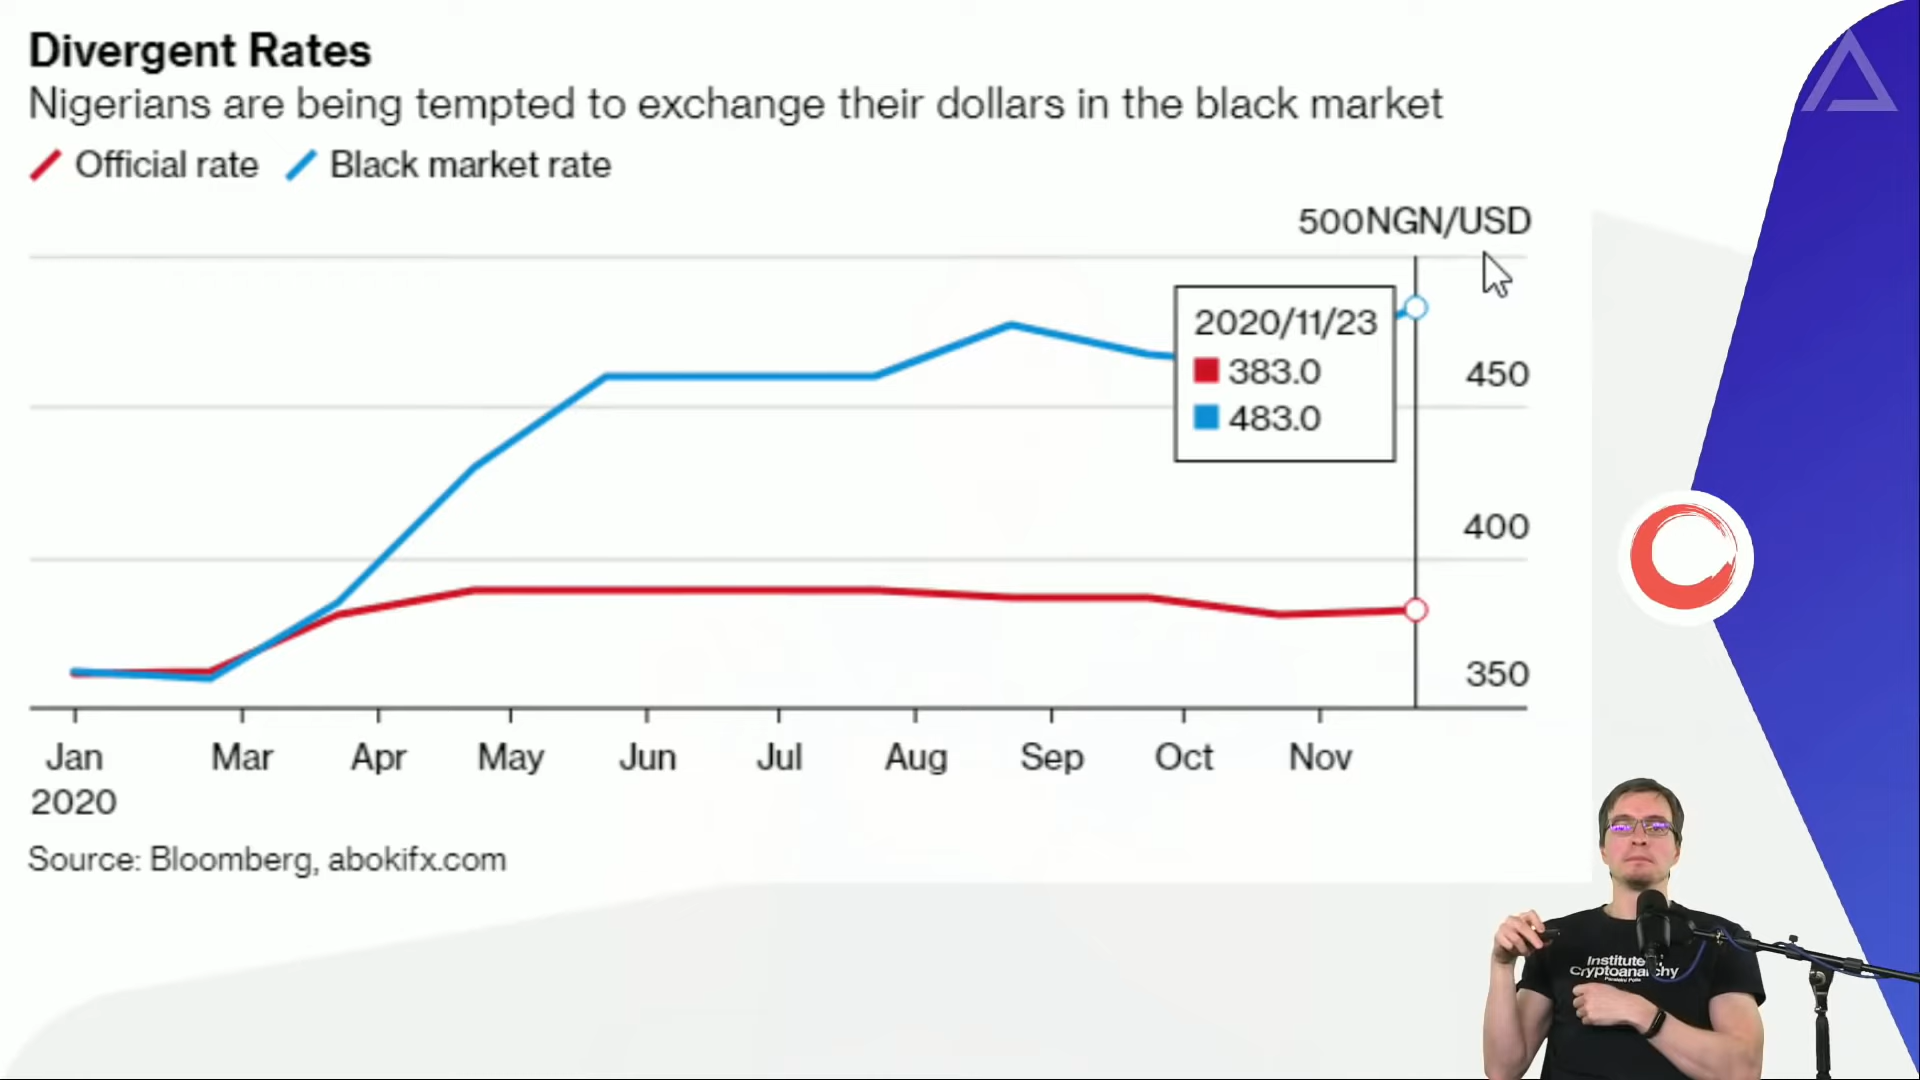 Divergent Rates
Nigerians are being tempted to exchange their dollars in the black market
Official rate Black market rate
500NGN/USD
2020/11/23
383.0
483.0
450
400
350
Jan Mar Apr May Jun Jul Aug Sep Oct Nov
2020
Source: Bloomberg, abokifx.com
Institute
Cryptoanarchy